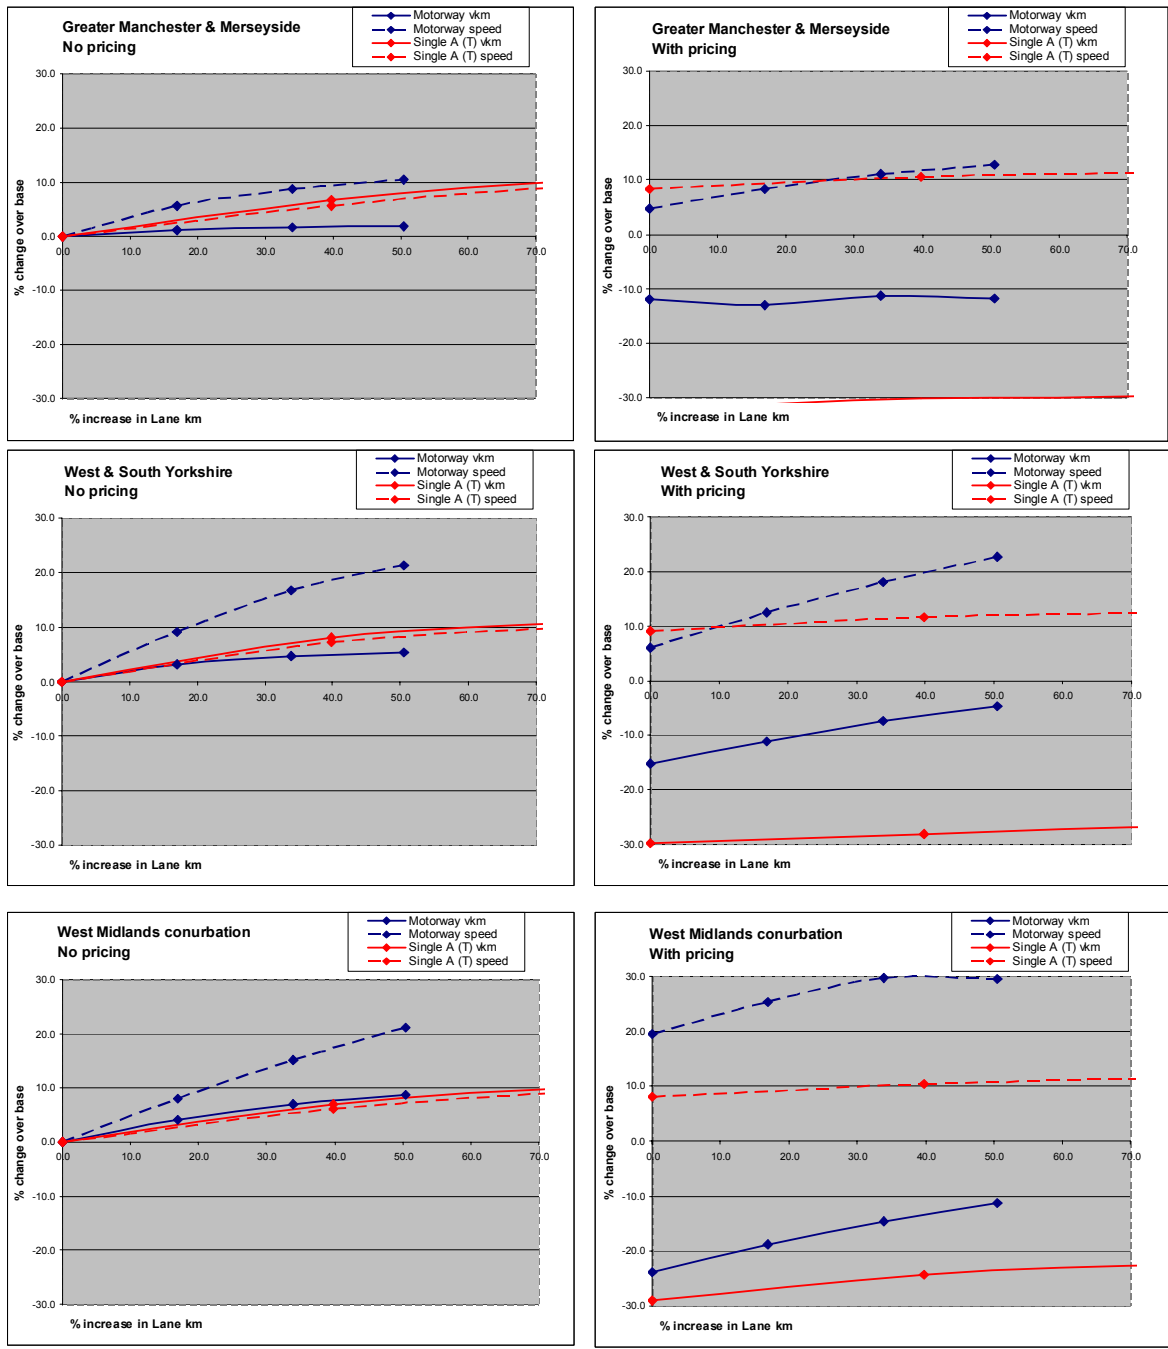 Greater Manchester & Merseyside
No pricing
Motorway vkm
Motorway speed
Single A (T) vkm
Single A (T) speed
30.0
20.0
10.0
0.0
-10.0
-20.0
-30.0
0.0 10.0 20.0 30.0 40.0 50.0 60.0 70.0
% change over base
% increase in Lane km
Greater Manchester & Merseyside
With pricing
Motorway vkm
Motorway speed
Single A (T) vkm
Single A (T) speed
30.0
20.0
10.0
0.0
-10.0
-20.0
-30.0
0.0 10.0 20.0 30.0 40.0 50.0 60.0 70.0
% change over base
% increase in Lane km
West & South Yorkshire
No pricing
Motorway vkm
Motorway speed
Single A (T) vkm
Single A (T) speed
30.0
20.0
10.0
0.0
-10.0
-20.0
-30.0
0.0 10.0 20.0 30.0 40.0 50.0 60.0 70.0
% change over base
% increase in Lane km
West & South Yorkshire
With pricing
Motorway vkm
Motorway speed
Single A (T) vkm
Single A (T) speed
30.0
20.0
10.0
0.0
-10.0
-20.0
-30.0
0.0 10.0 20.0 30.0 40.0 50.0 60.0 70.0
% change over base
% increase in Lane km
West Midlands conurbation
No pricing
Motorway vkm
Motorway speed
Single A (T) vkm
Single A (T) speed
30.0
20.0
10.0
0.0
-10.0
-20.0
-30.0
0.0 10.0 20.0 30.0 40.0 50.0 60.0 70.0
% change over base
% increase in Lane km
West Midlands conurbation
With pricing
Motorway vkm
Motorway speed
Single A (T) vkm
Single A (T) speed
30.0
20.0
10.0
0.0
-10.0
-20.0
-30.0
0.0 10.0 20.0 30.0 40.0 50.0 60.0 70.0
% change over base
% increase in Lane km